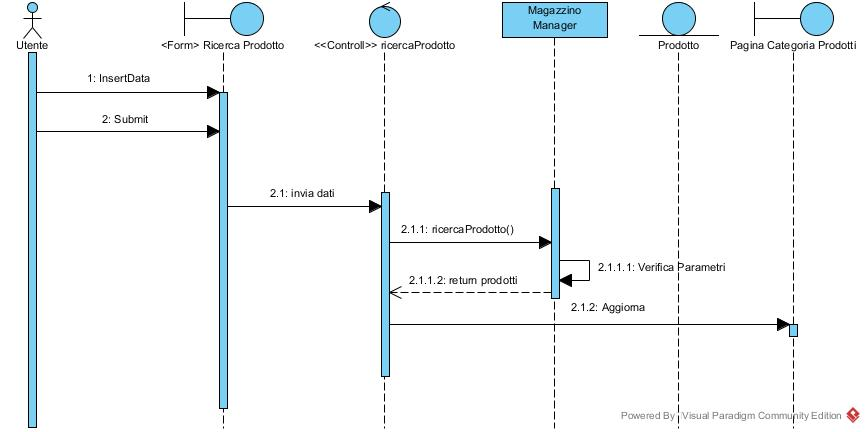 Utente
<Form> Ricerca Prodotto
<<Controll>> ricercaProdotto
Magazzino
Manager
Prodotto
Pagina Categoria Prodotti
1: InsertData
2: Submit
2.1: invia dati
2.1.1: ricercaProdotto()
2.1.1.1: Verifica Parametri
2.1.1.2: return prodotti
2.1.2: Aggiorna
Powered By Visual Paradigm Community Edition